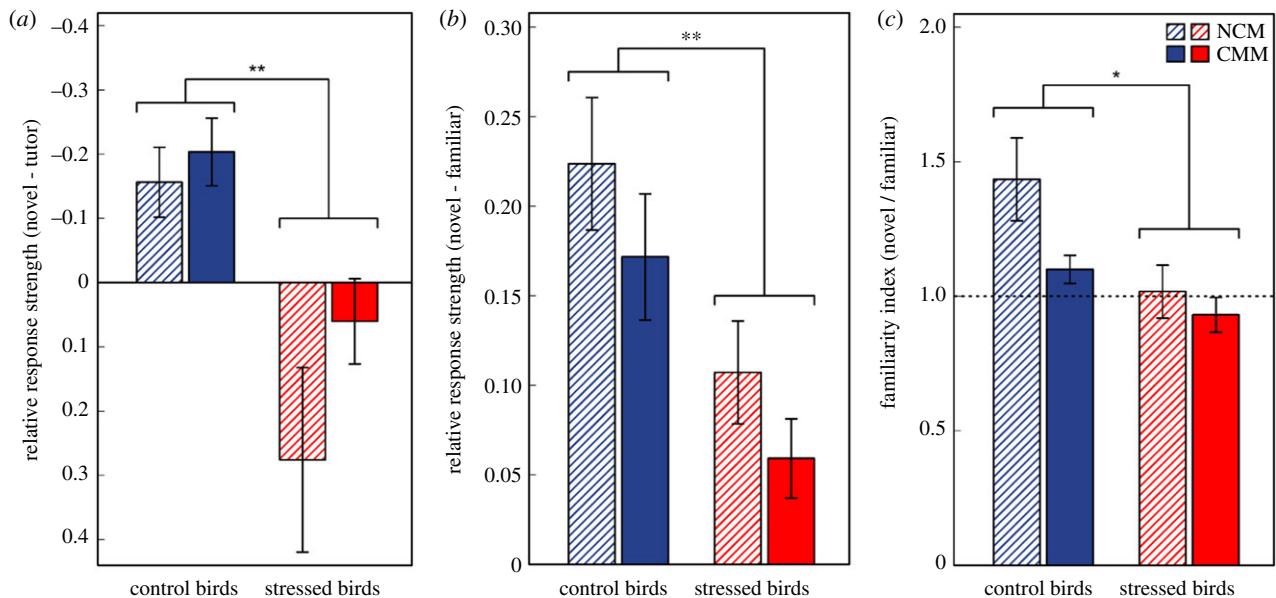 (a)
relative response strength (novel - tutor)
–0.4
–0.3
–0.2
–0.1
0
0.1
0.2
0.3
0.4
**
control birds
stressed birds
(b)
relative response strength (novel - familiar)
0.30
0.25
0.20
0.15
0.10
0.05
0
**
control birds
stressed birds
(c)
familiarity index (novel / familiar)
2.0
1.5
1.0
0.5
0
*
NCM
CMM
control birds
stressed birds